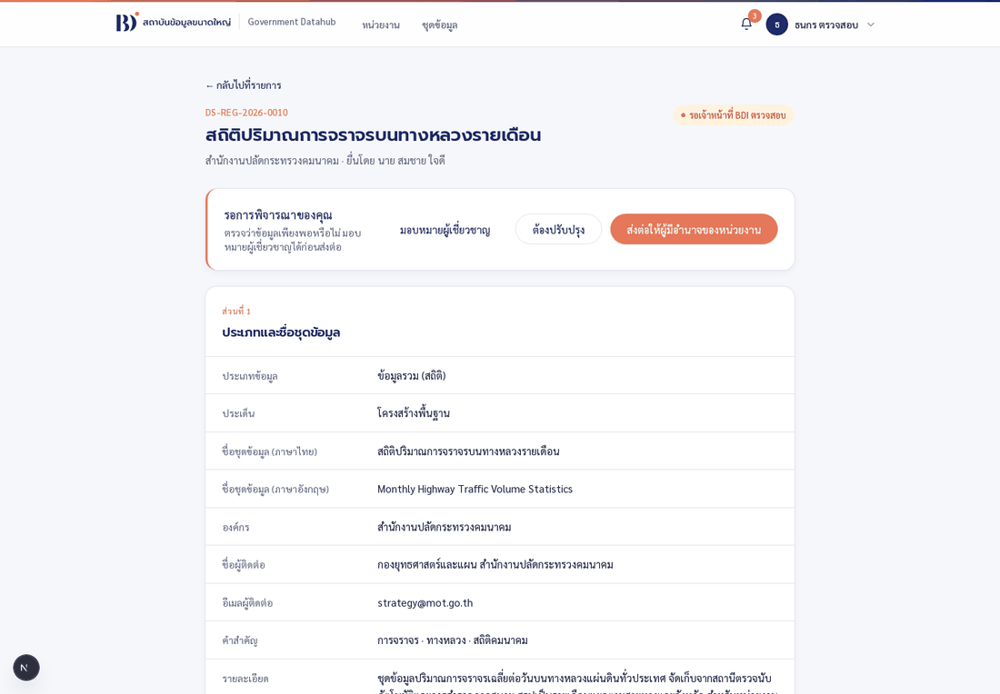 BD สถาบันข้อมูลขนาดใหญ่ Government Datahub หน่วยงาน ชุดข้อมูล 3 ธ ธนกร ตรวจสอบ
← กลับไปที่รายการ
DS-REG-2026-0010 รอเจ้าหน้าที่ BDI ตรวจสอบ
สถิติปริมาณการจราจรบนทางหลวงรายเดือน
สำนักงานปลัดกระทรวงคมนาคม · ยื่นโดย นาย สมชาย ใจดี
รอการพิจารณาของคุณ
ตรวจว่าข้อมูลเพียงพอหรือไม่ มอบ
หมายผู้เชี่ยวชาญได้ก่อนส่งต่อ
มอบหมายผู้เชี่ยวชาญ ต้องปรับปรุง ส่งต่อให้ผู้มีอำนาจของหน่วยงาน
ส่วนที่ 1
ประเภทและชื่อชุดข้อมูล
ประเภทข้อมูล ข้อมูลรวม (สถิติ)
ประเด็น โครงสร้างพื้นฐาน
ชื่อชุดข้อมูล (ภาษาไทย) สถิติปริมาณการจราจรบนทางหลวงรายเดือน
ชื่อชุดข้อมูล (ภาษาอังกฤษ) Monthly Highway Traffic Volume Statistics
องค์กร สำนักงานปลัดกระทรวงคมนาคม
ชื่อผู้ติดต่อ กองยุทธศาสตร์และแผน สำนักงานปลัดกระทรวงคมนาคม
อีเมลผู้ติดต่อ strategy@mot.go.th
คำสำคัญ การจราจร · ทางหลวง · สถิติคมนาคม
รายละเอียด ชุดข้อมูลปริมาณการจราจรเฉลี่ยต่อวันบนทางหลวงแผ่นดินทั่วประเทศ จัดเก็บจากสถานีตรวจนับ